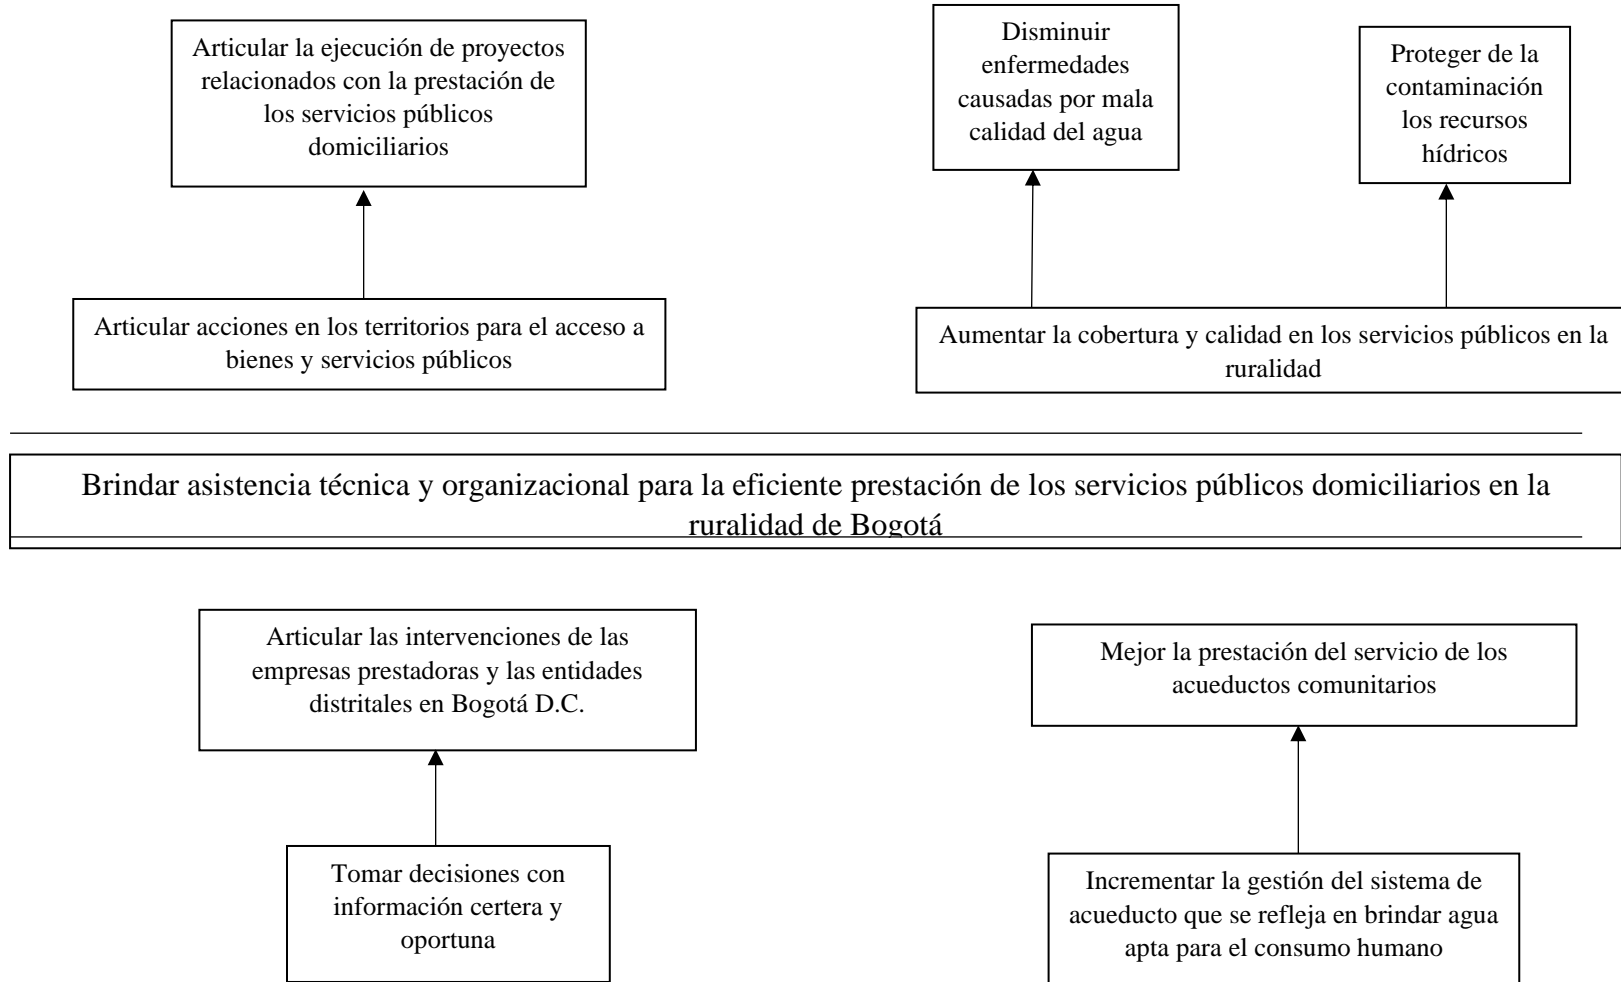 Articular la ejecución de proyectos
relacionados con la prestación de
los servicios públicos
domiciliarios
Disminuir
enfermedades
causadas por mala
calidad del agua
Proteger de la
contaminación
los recursos
hídricos
Articular acciones en los territorios para el acceso a
bienes y servicios públicos
Aumentar la cobertura y calidad en los servicios públicos en la
ruralidad
Brindar asistencia técnica y organizacional para la eficiente prestación de los servicios públicos domiciliarios en la
ruralidad de Bogotá
Articular las intervenciones de las
empresas prestadoras y las entidades
distritales en Bogotá D.C.
Mejor la prestación del servicio de los
acueductos comunitarios
Tomar decisiones con
información certera y
oportuna
Incrementar la gestión del sistema de
acueducto que se refleja en brindar agua
apta para el consumo humano